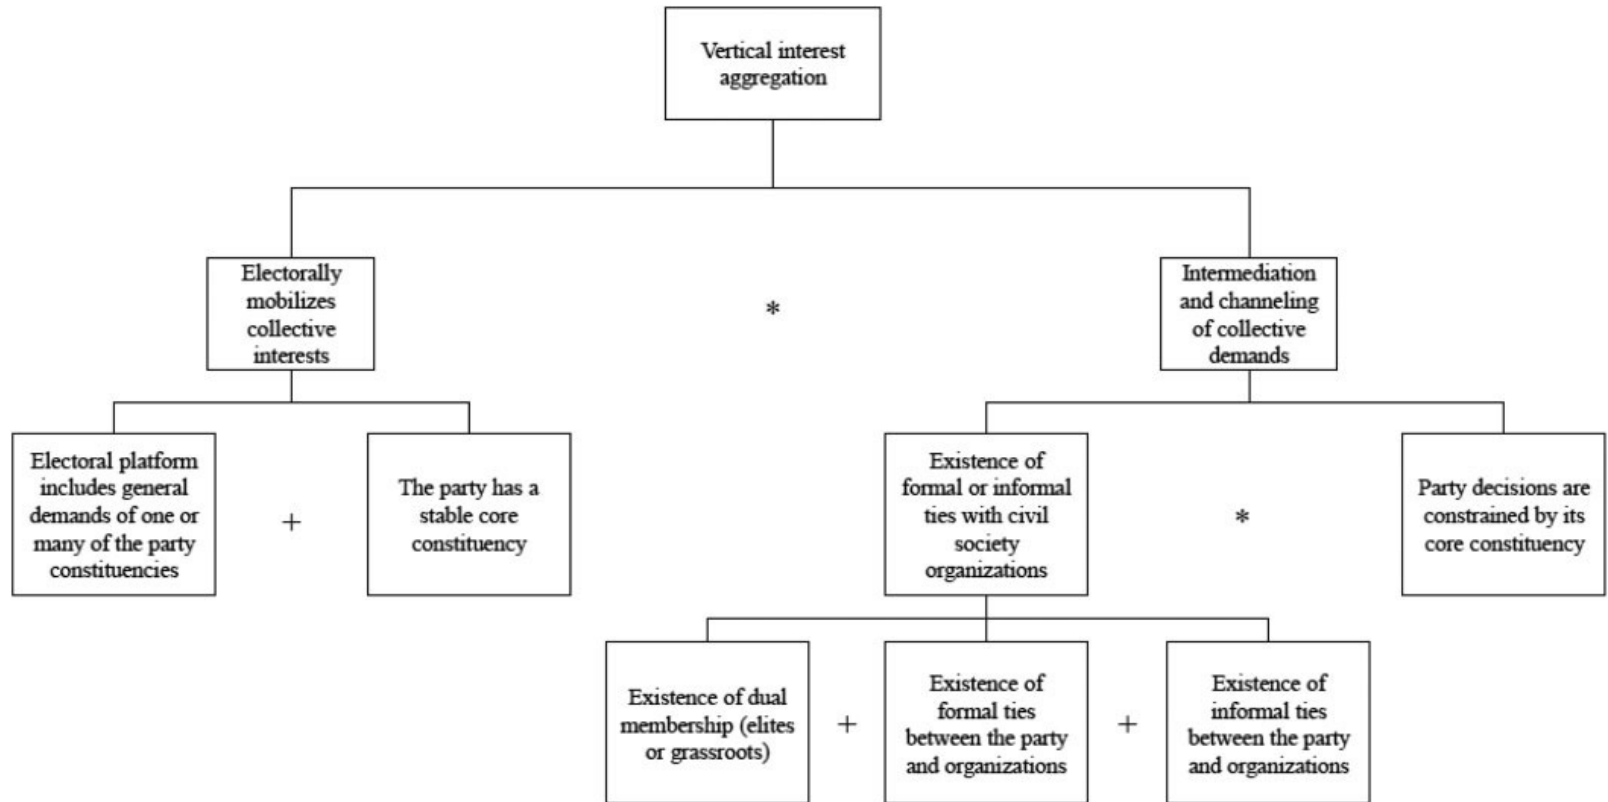 Vertical interest
aggregation
Electorally
mobilizes
collective
interests
*
Intermediation
and channeling
of collective
demands
Electoral platform
includes general
demands of one or
many of the party
constituencies
+
The party has a
stable core
constituency
Existence of
formal or informal
ties with civil
society
organizations
*
Party decisions are
constrained by its
core constituency
Existence of dual
membership (elites
or grassroots)
+
Existence of
formal ties
between the party
and organizations
+
Existence of
informal ties
between the party
and organizations